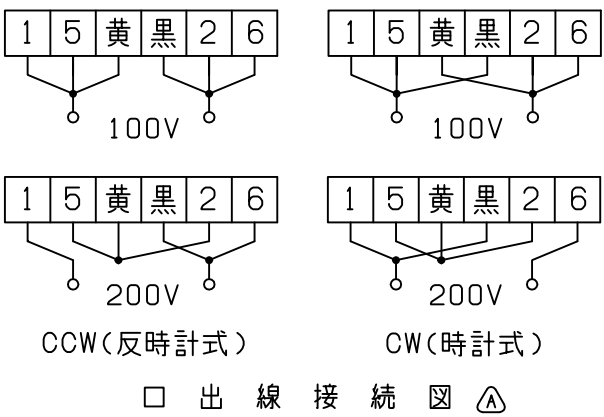 1 5 黄 黒 2 6 1 5 黄 黒 2 6
100V 100V
1 5 黄 黒 2 6 1 5 黄 黒 2 6
200V 200V
CCW(反時計式) CW(時計式)
口出線接続図 A